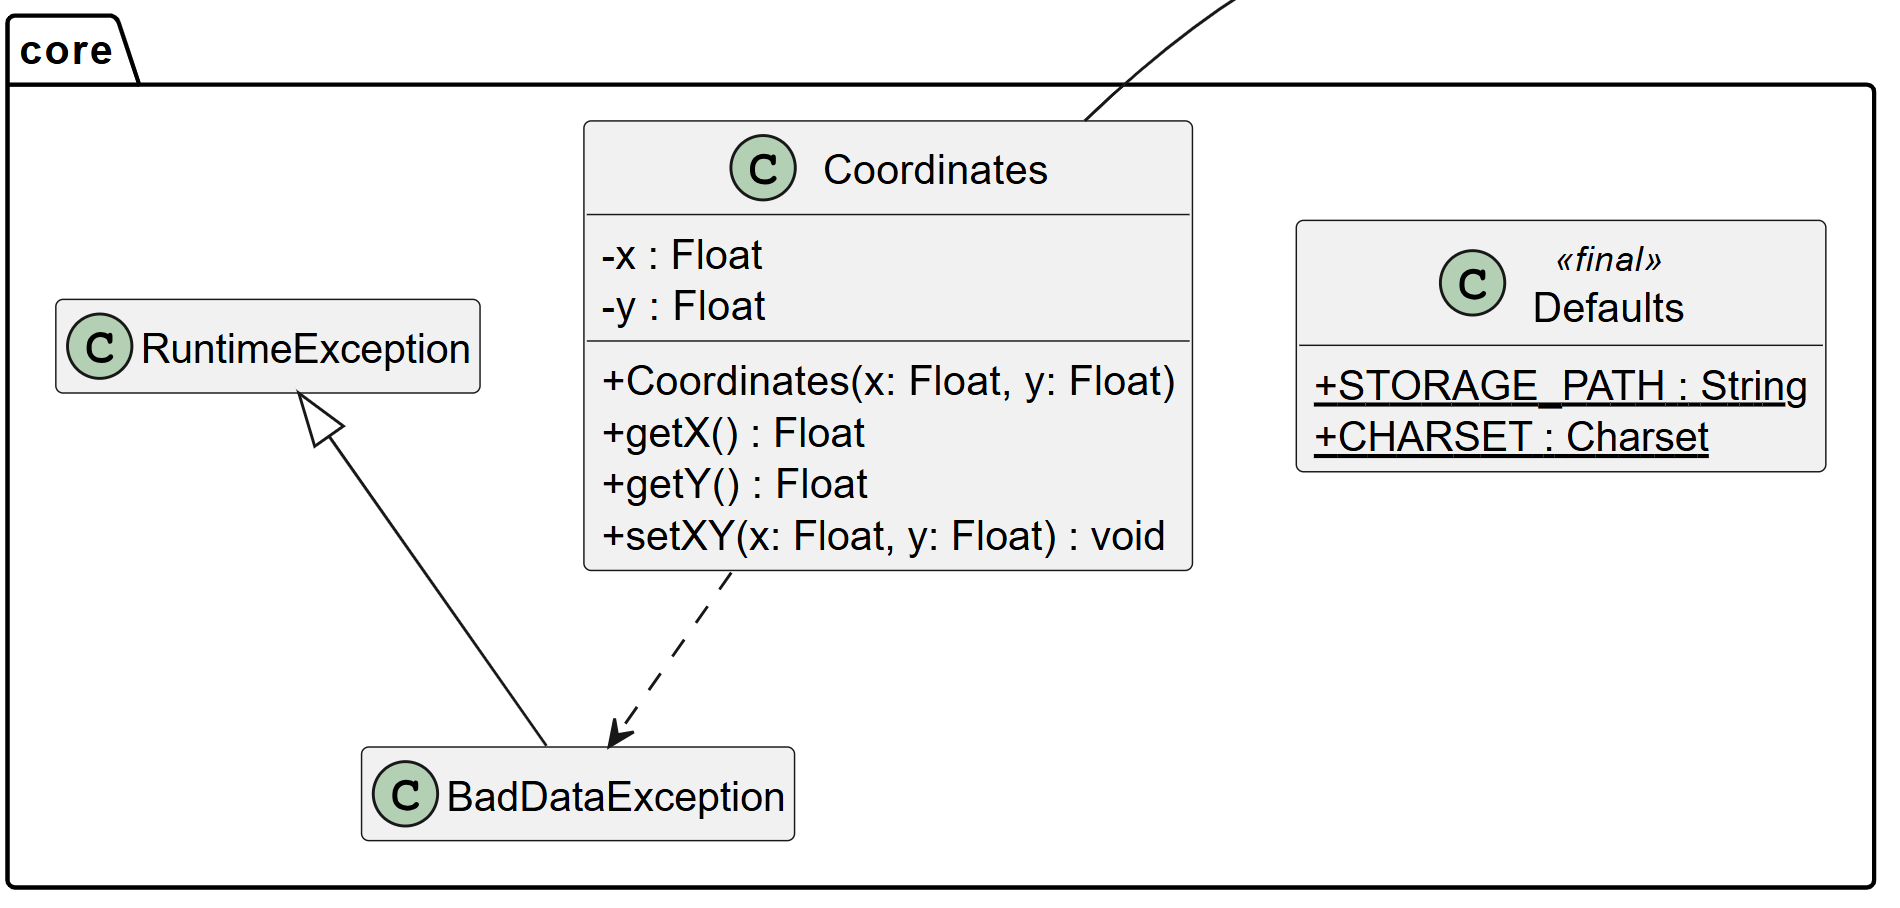 core
C Coordinates
-x : Float
-y : Float
+Coordinates(x: Float, y: Float)
+getX() : Float
+getY() : Float
+setXY(x: Float, y: Float) : void
«final»
C Defaults
+STORAGE_PATH : String
+CHARSET : Charset
C RuntimeException
C BadDataException